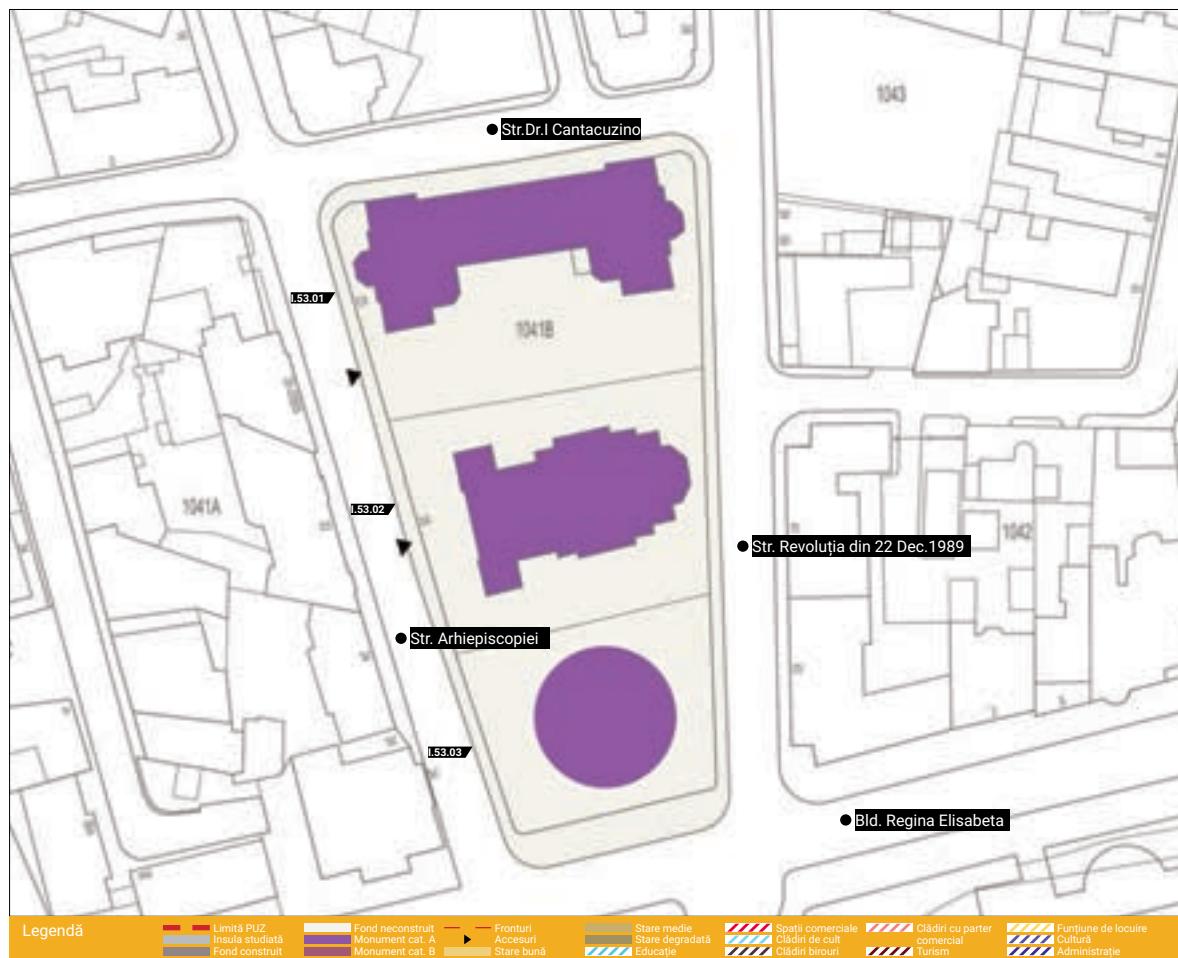 1043
Str.Dr.I Cantacuzino
I.53.01
1041B
1041A
I.53.02
1042
Str. Revoluția din 22 Dec.1989
Str. Arhiepiscopiei
I.53.03
Bld. Regina Elisabeta
Legendă
Limită PUZ
Insula studiată
Fond construit
Fond neconstruit
Monument cat. A
Monument cat. B
Fronturi
Accesuri
Stare bună
Stare medie
Stare degradată
Educație
Spații comerciale
Clădiri de cult
Clădiri birouri
Clădiri cu parter
comercial
Turism
Funțiune de locuire
Cultură
Administrație